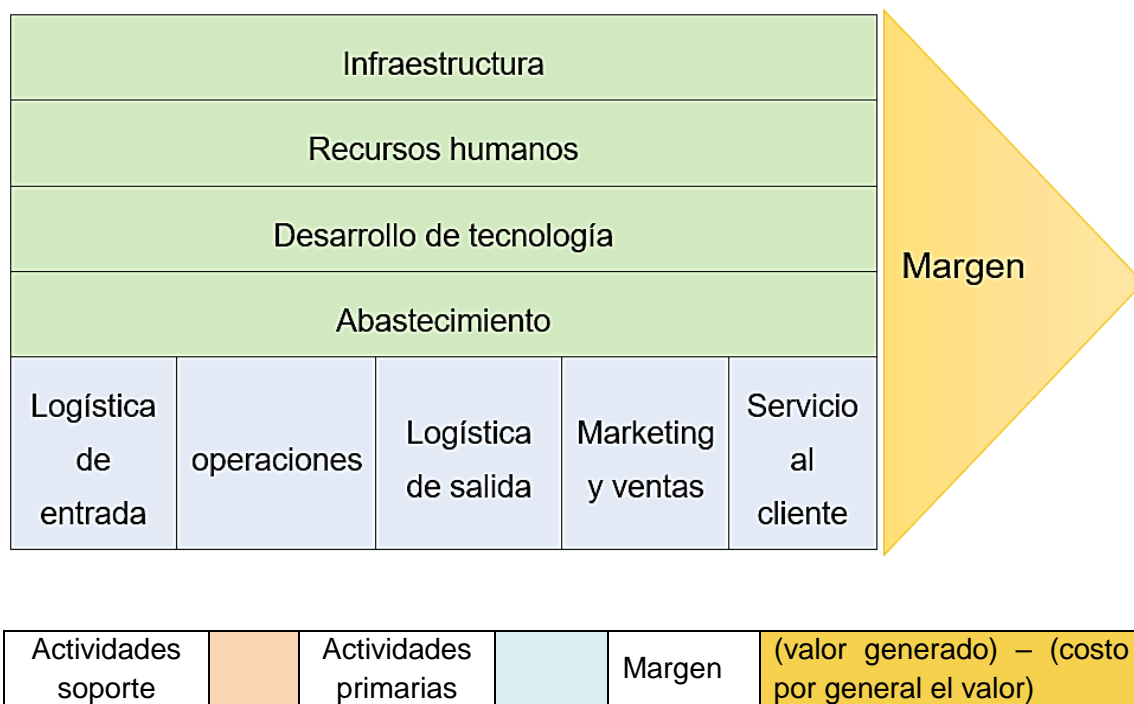 Infraestructura
Recursos humanos
Desarrollo de tecnología
Abastecimiento
Margen
Logística
de
entrada
operaciones
Logística
de salida
Marketing
y ventas
Servicio
al
cliente
Actividades
soporte
Actividades
primarias
Margen
(valor generado) – (costo
por general el valor)